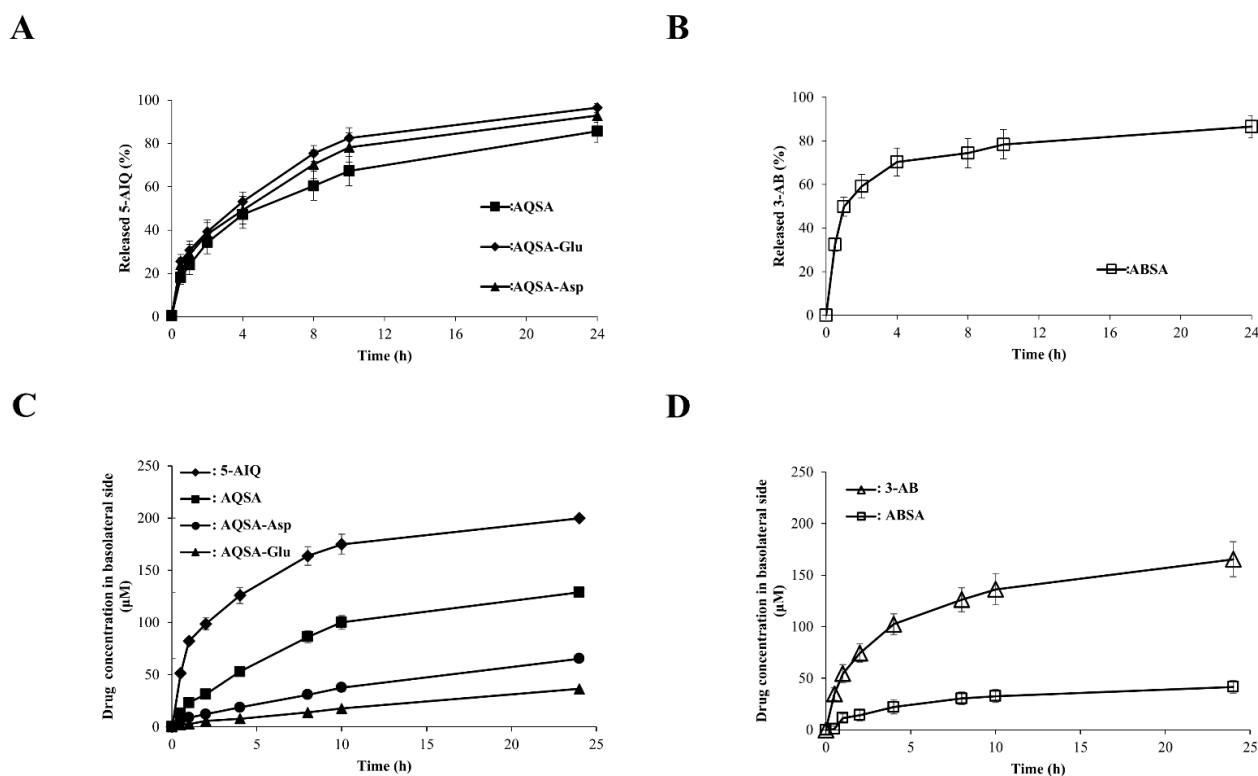 A
Released 5-AIQ (%)
100
80
60
40
20
0
0 4 8 12 16 20 24
Time (h)
:AQSA
:AQSA-Glu
:AQSA-Asp
B
Released 3-AB (%)
100
80
60
40
20
0
0 4 8 12 16 20 24
Time (h)
:ABSA
C
Drug concentration in basolateral side
(µM)
250
200
150
100
50
0
0 5 10 15 20 25
Time (h)
: 5-AIQ
: AQSA
: AQSA-Asp
: AQSA-Glu
D
Drug concentration in basolateral side
(µM)
250
200
150
100
50
0
0 5 10 15 20 25
Time (h)
: 3-AB
: ABSA